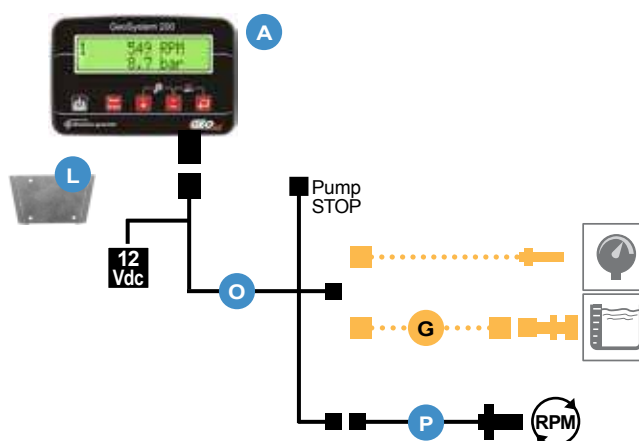 GeoSystem 200
A
1 549 RPM
8.7 bar
L
Pump
STOP
12
Vdc
O
G
P
RPM